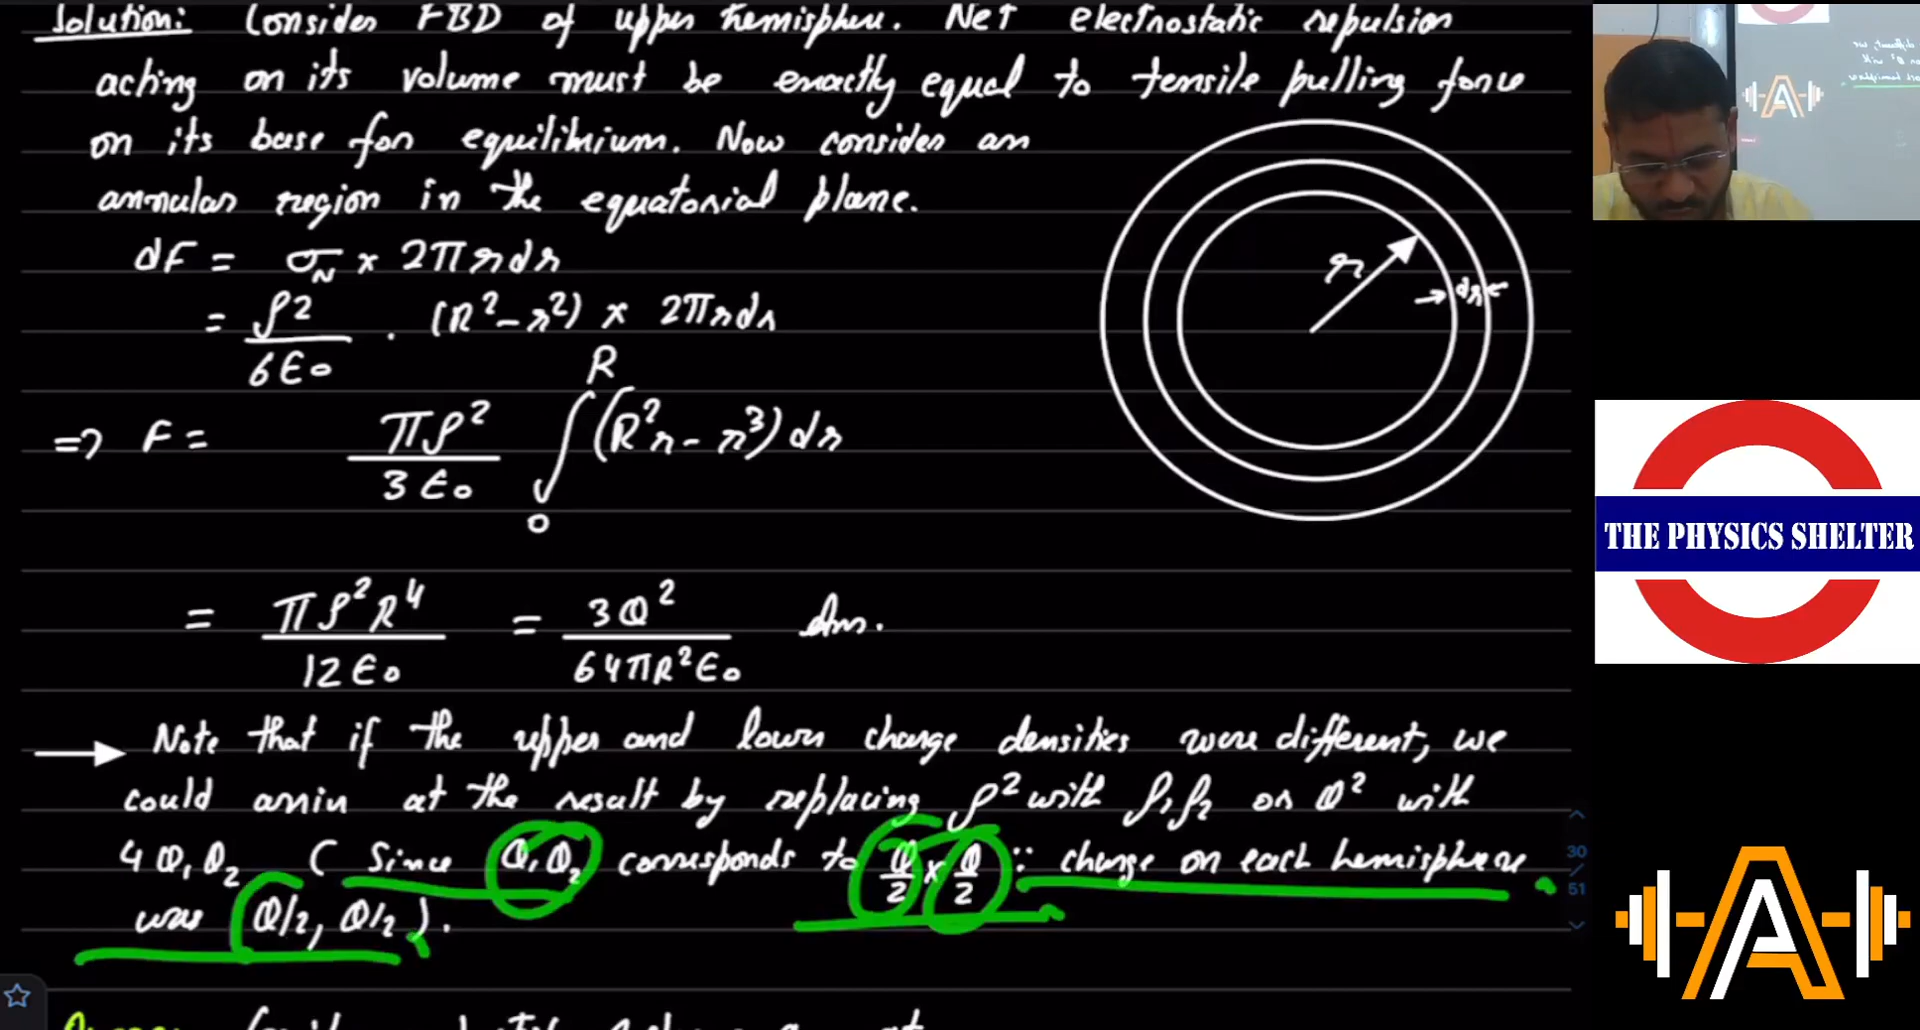 Solution: Consider FBD of upper hemisphere. Net electrostatic repulsion
acting on its volume must be exactly equal to tensile pulling force
on its base for equilibrium. Now consider an
annular region in the equatorial plane.
dF = σ_N × 2πrdr
= ρ2/6ε₀ . (R²-r²) × 2πrdr
=> F = πρ²/3ε₀ ∫₀ᴿ (R²r - r³) dr
r
→ dr ←
= πρ²R⁴/12ε₀ = 3Q²/64πR²ε₀ Ans.
→ Note that if the upper and lower charge densities were different, we
could arrive at the result by replacing ρ² with ρ₁ρ₂ or Q² with
4Q₁Q₂ (Since Q₁Q₂ corresponds to Q/2 × Q/2 ∵ charge on each hemisphere
was Q/2, Q/2).
THE PHYSICS SHELTER
A
A
30
/
51